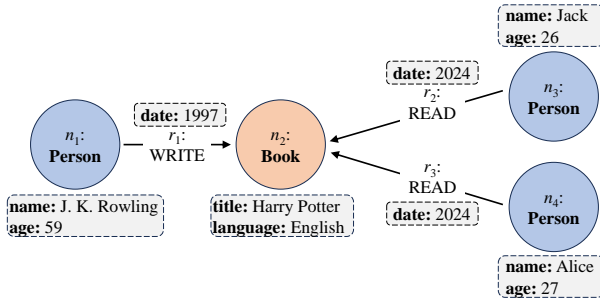 name: Jack
age: 26
date: 2024
r₂:
READ
n₃:
Person
date: 1997
r₁:
WRITE
n₁:
Person
n₂:
Book
r₃:
READ
date: 2024
n₄:
Person
name: J. K. Rowling
age: 59
title: Harry Potter
language: English
name: Alice
age: 27